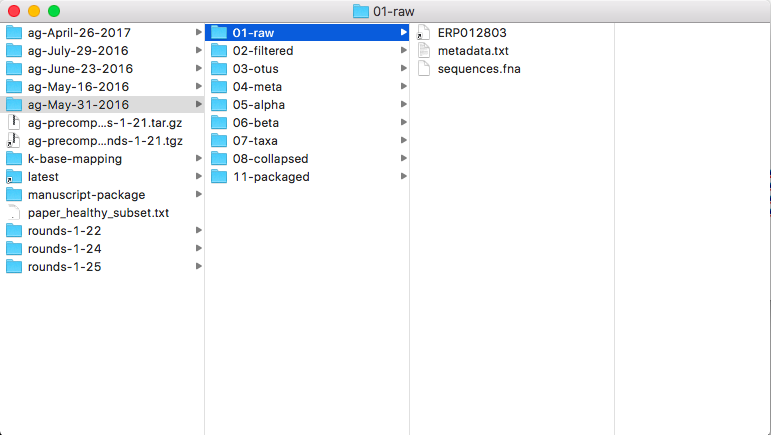 01-raw
ag-April-26-2017
ag-July-29-2016
ag-June-23-2016
ag-May-16-2016
ag-May-31-2016
ag-precomp...s-1-21.tar.gz
ag-precomp...nds-1-21.tgz
k-base-mapping
latest
manuscript-package
paper_healthy_subset.txt
rounds-1-22
rounds-1-24
rounds-1-25
01-raw
02-filtered
03-otus
04-meta
05-alpha
06-beta
07-taxa
08-collapsed
11-packaged
ERP012803
metadata.txt
sequences.fna